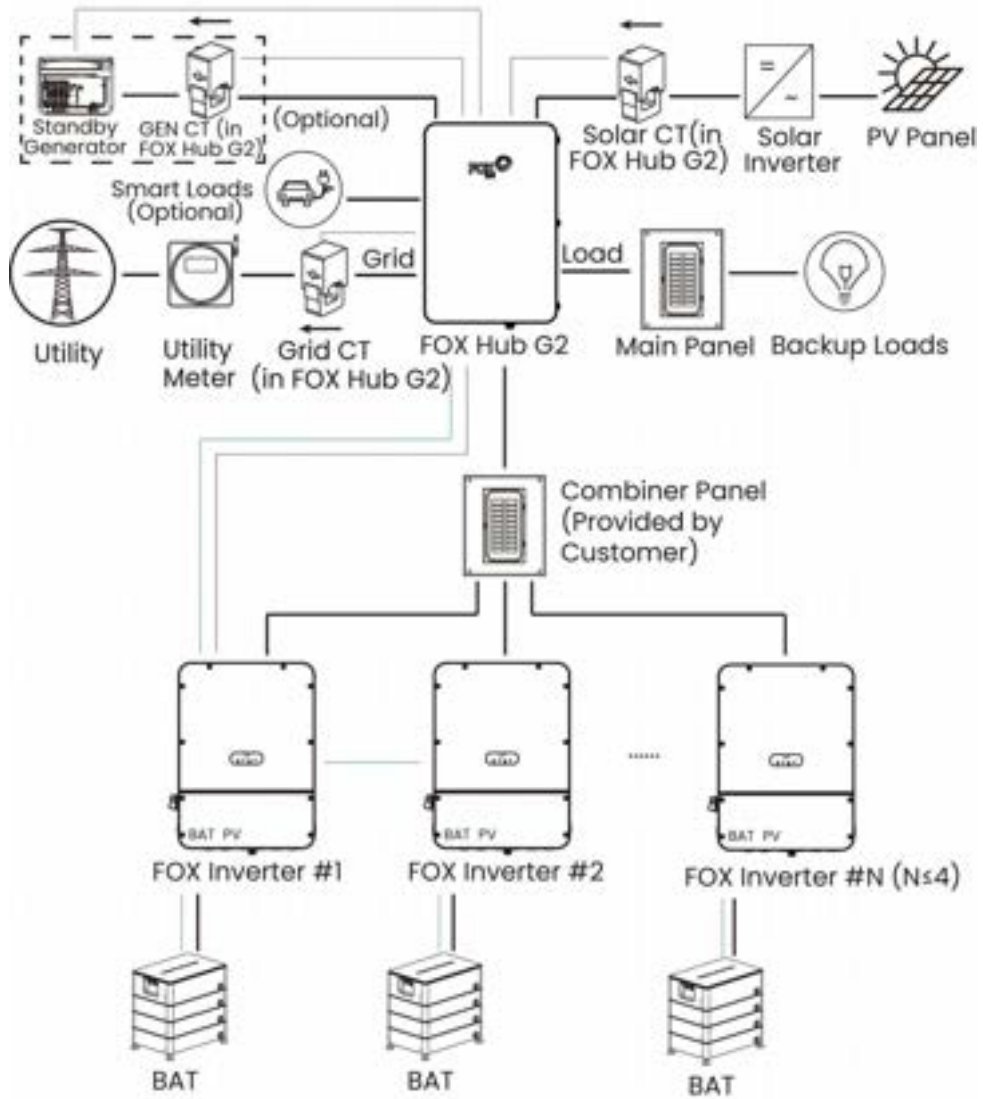 Standby
Generator
GEN CT (in
FOX Hub G2)
(Optional)
Solar CT(in
FOX Hub G2)
Solar
Inverter
PV Panel
Smart Loads
(Optional)
Grid
Load
Utility
Utility
Meter
Grid CT
(in FOX Hub G2)
FOX Hub G2
Main Panel
Backup Loads
Combiner Panel
(Provided by
Customer)
......
BAT PV
BAT PV
BAT PV
FOX Inverter #1
FOX Inverter #2
FOX Inverter #N (N≤4)
BAT
BAT
BAT